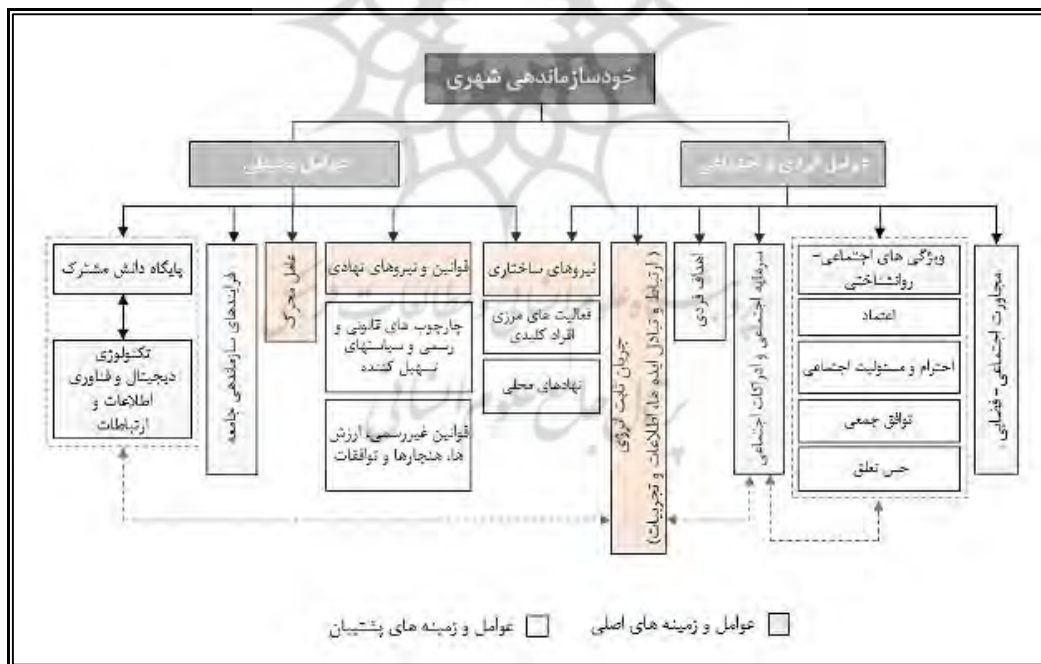 خودسازماندهی شهری
عوامل فردی و اجتماعی
عوامل محیطی
مجاورت اجتماعی - فضایی
ویژگی های اجتماعی-
روانشناختی
اعتماد
احترام و مسئولیت اجتماعی
توافق جمعی
حس تعلق
سرمایه اجتماعی و ادراکات اجتماعی
اهداف فردی
جریان ثابت انرژی
( ارتباط و تبادل ایده ها، اطلاعات و تجربیات)
نیروهای ساختاری
فعالیت های مرزی
افراد کلیدی
نهادهای محلی
قوانین و نیروهای نهادی
چارچوب های قانونی و
رسمی و سیاستهای
تسهیل کننده
قوانین غیررسمی، ارزش
ها، هنجارها و توافقات
عامل محرک
فرایندهای سازماندهی جامعه
پایگاه دانش مشترک
تکنولوژی
دیجیتال و فناوری
اطلاعات و
ارتباطات
عوامل و زمینه های اصلی
عوامل و زمینه های پشتیبان